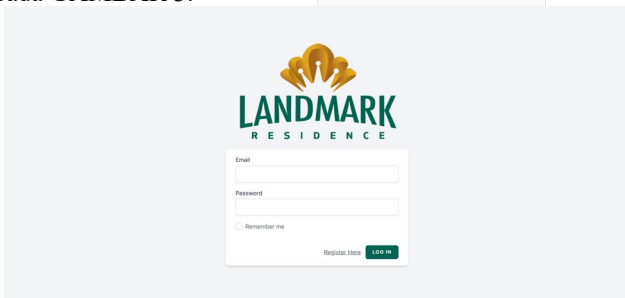 LANDMARK
RESIDENCE
Email
Password
Remember me
Register Here
LOG IN